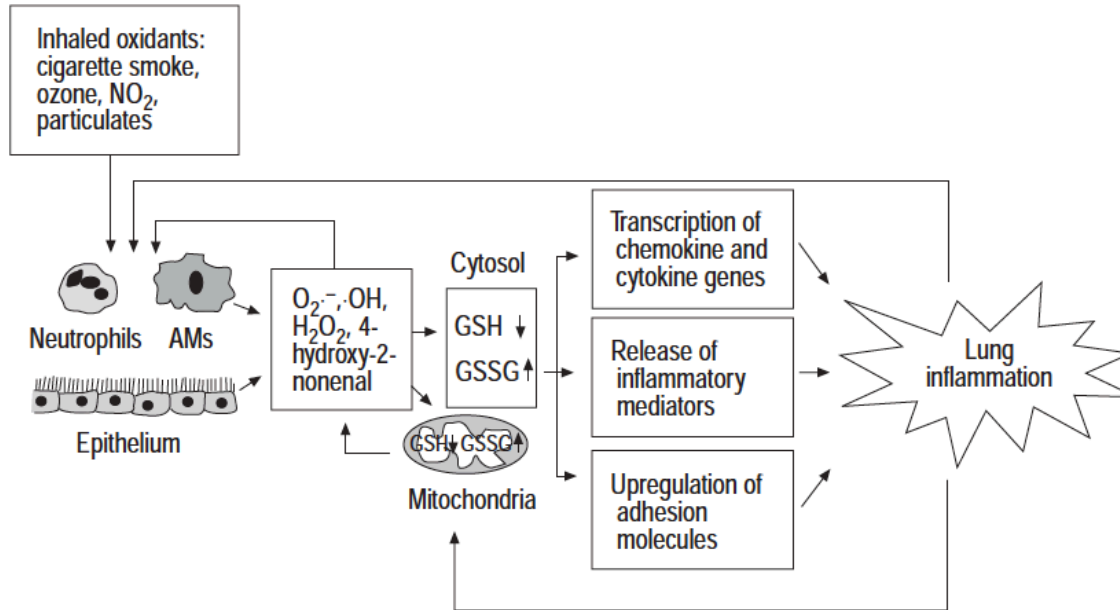 Inhaled oxidants:
cigarette smoke,
ozone, NO₂,
particulates
Neutrophils
AMs
Epithelium
O₂·⁻,·OH,
H₂O₂, 4-
hydroxy-2-
nonenal
Cytosol
GSH ↓
GSSG ↑
GSH ↓ GSSG ↑
Mitochondria
Transcription of
chemokine and
cytokine genes
Release of
inflammatory
mediators
Upregulation of
adhesion
molecules
Lung
inflammation